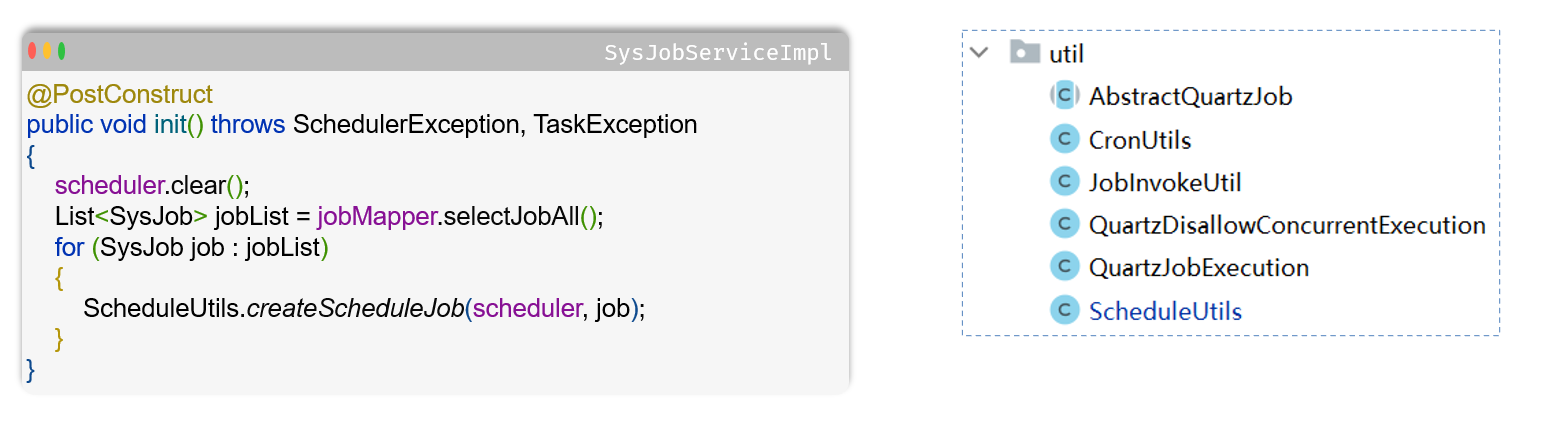 SysJobServiceImpl
@PostConstruct
public void init() throws SchedulerException, TaskException
{
scheduler.clear();
List<SysJob> jobList = jobMapper.selectJobAll();
for (SysJob job : jobList)
{
ScheduleUtils.createScheduleJob(scheduler, job);
}
}
util
C AbstractQuartzJob
C CronUtils
C JobInvokeUtil
C QuartzDisallowConcurrentExecution
C QuartzJobExecution
C ScheduleUtils